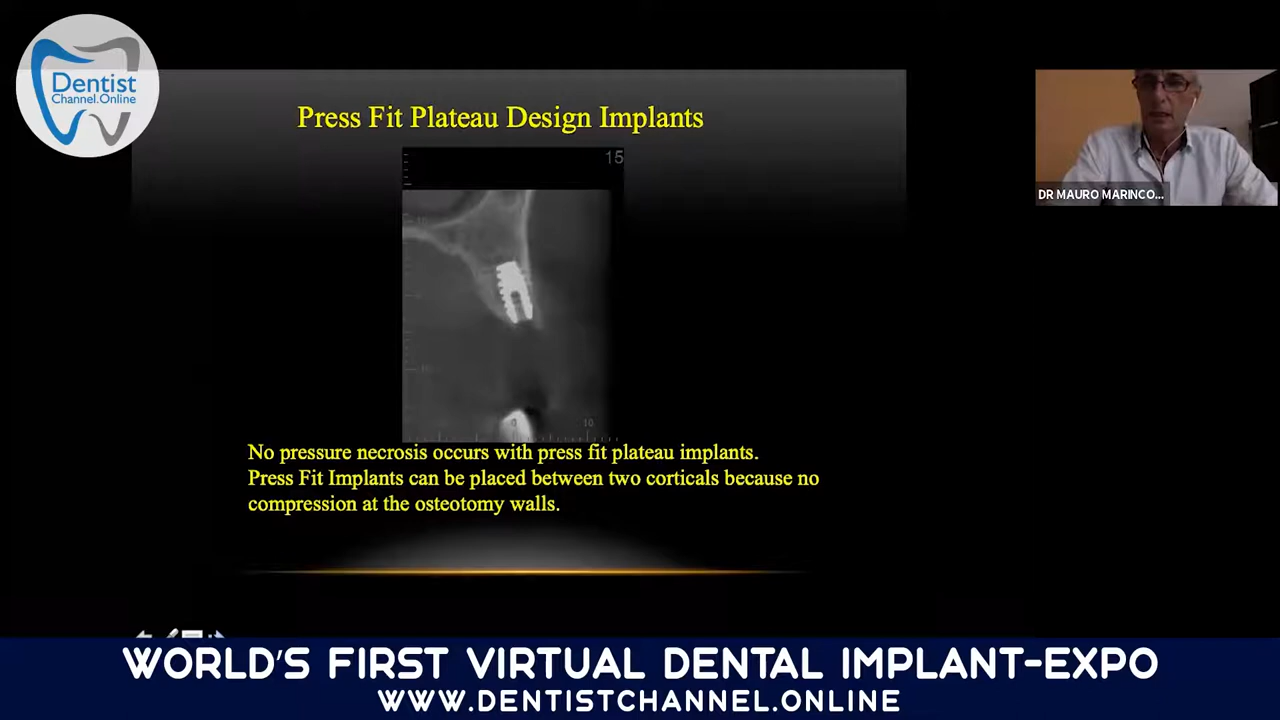 Dentist
Channel.Online
Press Fit Plateau Design Implants
15
DR MAURO MARINCO...
10
No pressure necrosis occurs with press fit plateau implants.
Press Fit Implants can be placed between two corticals because no
compression at the osteotomy walls.
WORLD'S FIRST VIRTUAL DENTAL IMPLANT-EXPO
WWW.DENTISTCHANNEL.ONLINE